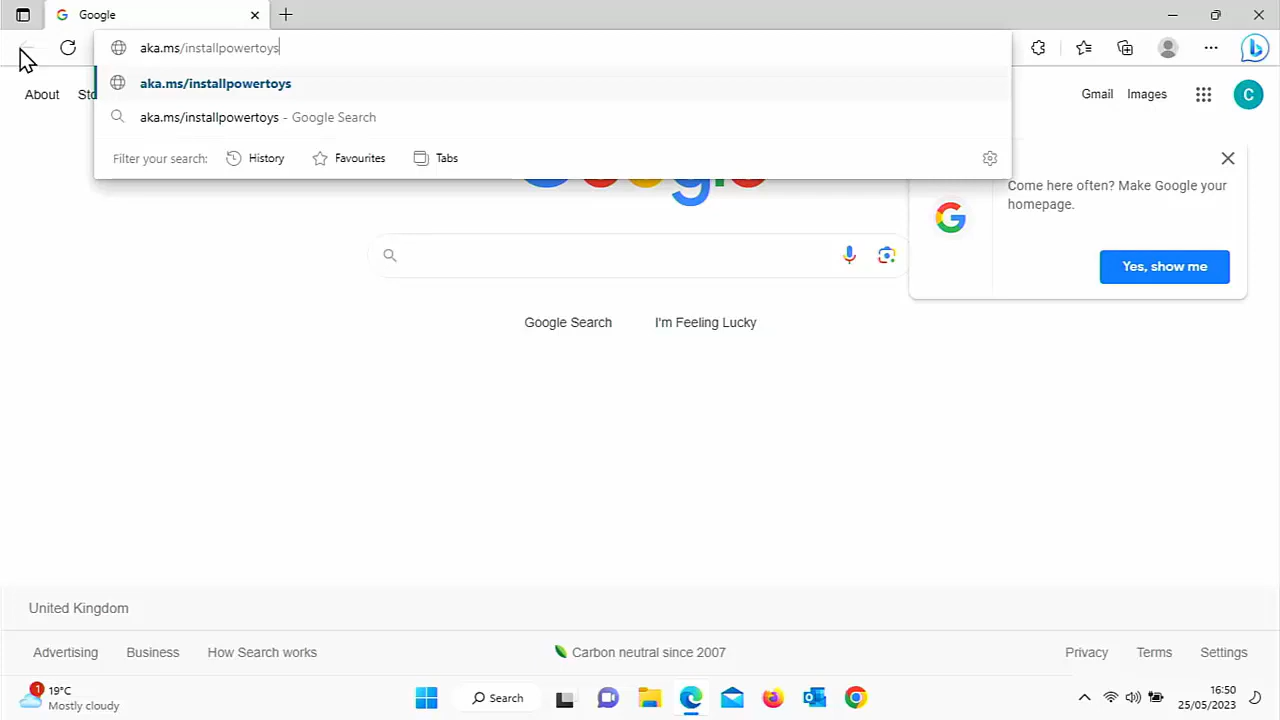 Google
aka.ms/installpowertoys
aka.ms/installpowertoys
aka.ms/installpowertoys - Google Search
Filter your search: History Favourites Tabs
About Sto
Gmail Images C
Come here often? Make Google your
homepage.
Yes, show me
Google Search I'm Feeling Lucky
United Kingdom
Advertising Business How Search works
Carbon neutral since 2007
Privacy Terms Settings
1
19°C
Mostly cloudy
Search
16:50
25/05/2023